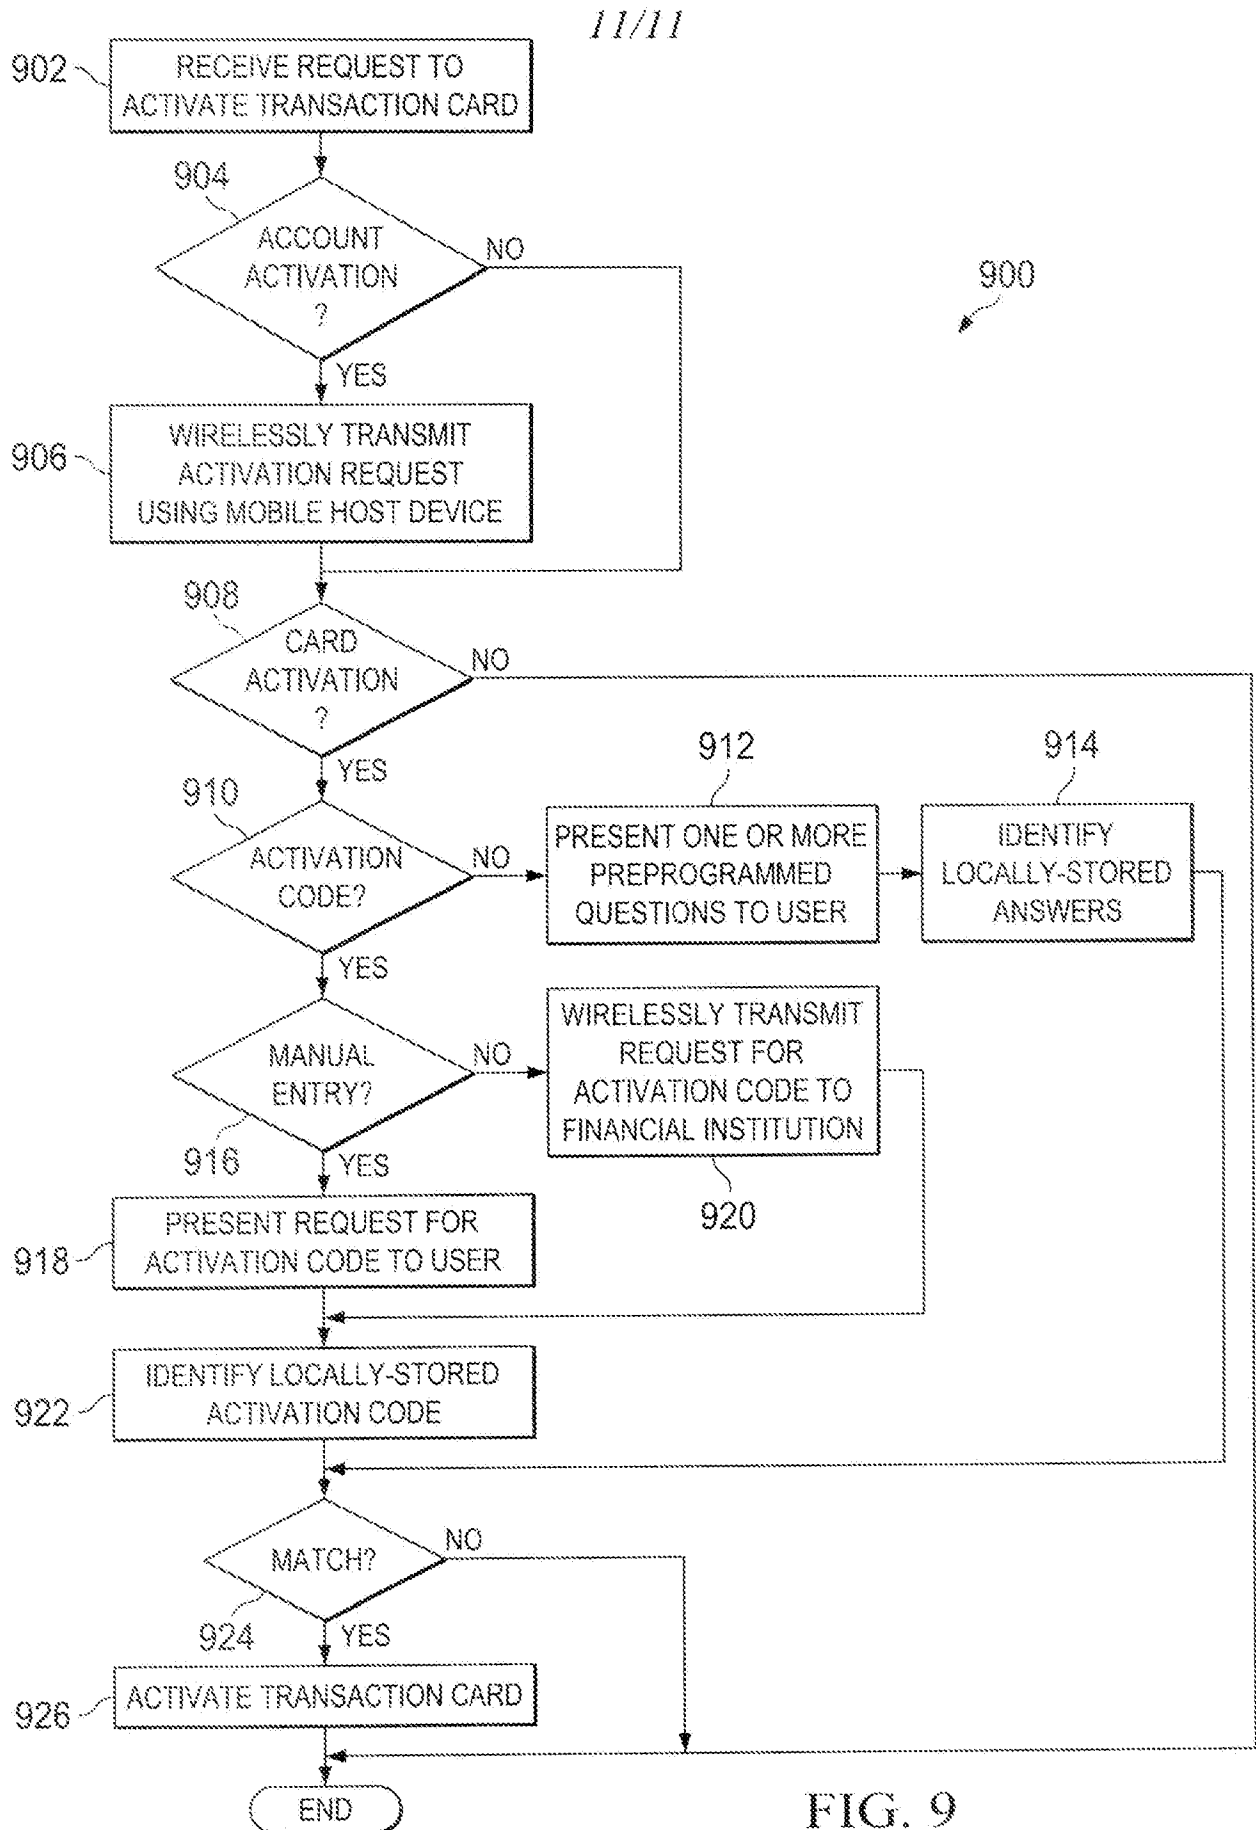 11/11
902
RECEIVE REQUEST TO
ACTIVATE TRANSACTION CARD
904
ACCOUNT
ACTIVATION
?
NO
900
YES
906
WIRELESSLY TRANSMIT
ACTIVATION REQUEST
USING MOBILE HOST DEVICE
908
CARD
ACTIVATION
?
NO
YES
910
ACTIVATION
CODE?
NO
912
PRESENT ONE OR MORE
PREPROGRAMMED
QUESTIONS TO USER
914
IDENTIFY
LOCALLY-STORED
ANSWERS
YES
MANUAL
ENTRY?
916
NO
WIRELESSLY TRANSMIT
REQUEST FOR
ACTIVATION CODE TO
FINANCIAL INSTITUTION
920
YES
918
PRESENT REQUEST FOR
ACTIVATION CODE TO USER
922
IDENTIFY LOCALLY-STORED
ACTIVATION CODE
MATCH?
NO
924
YES
926
ACTIVATE TRANSACTION CARD
END
FIG. 9